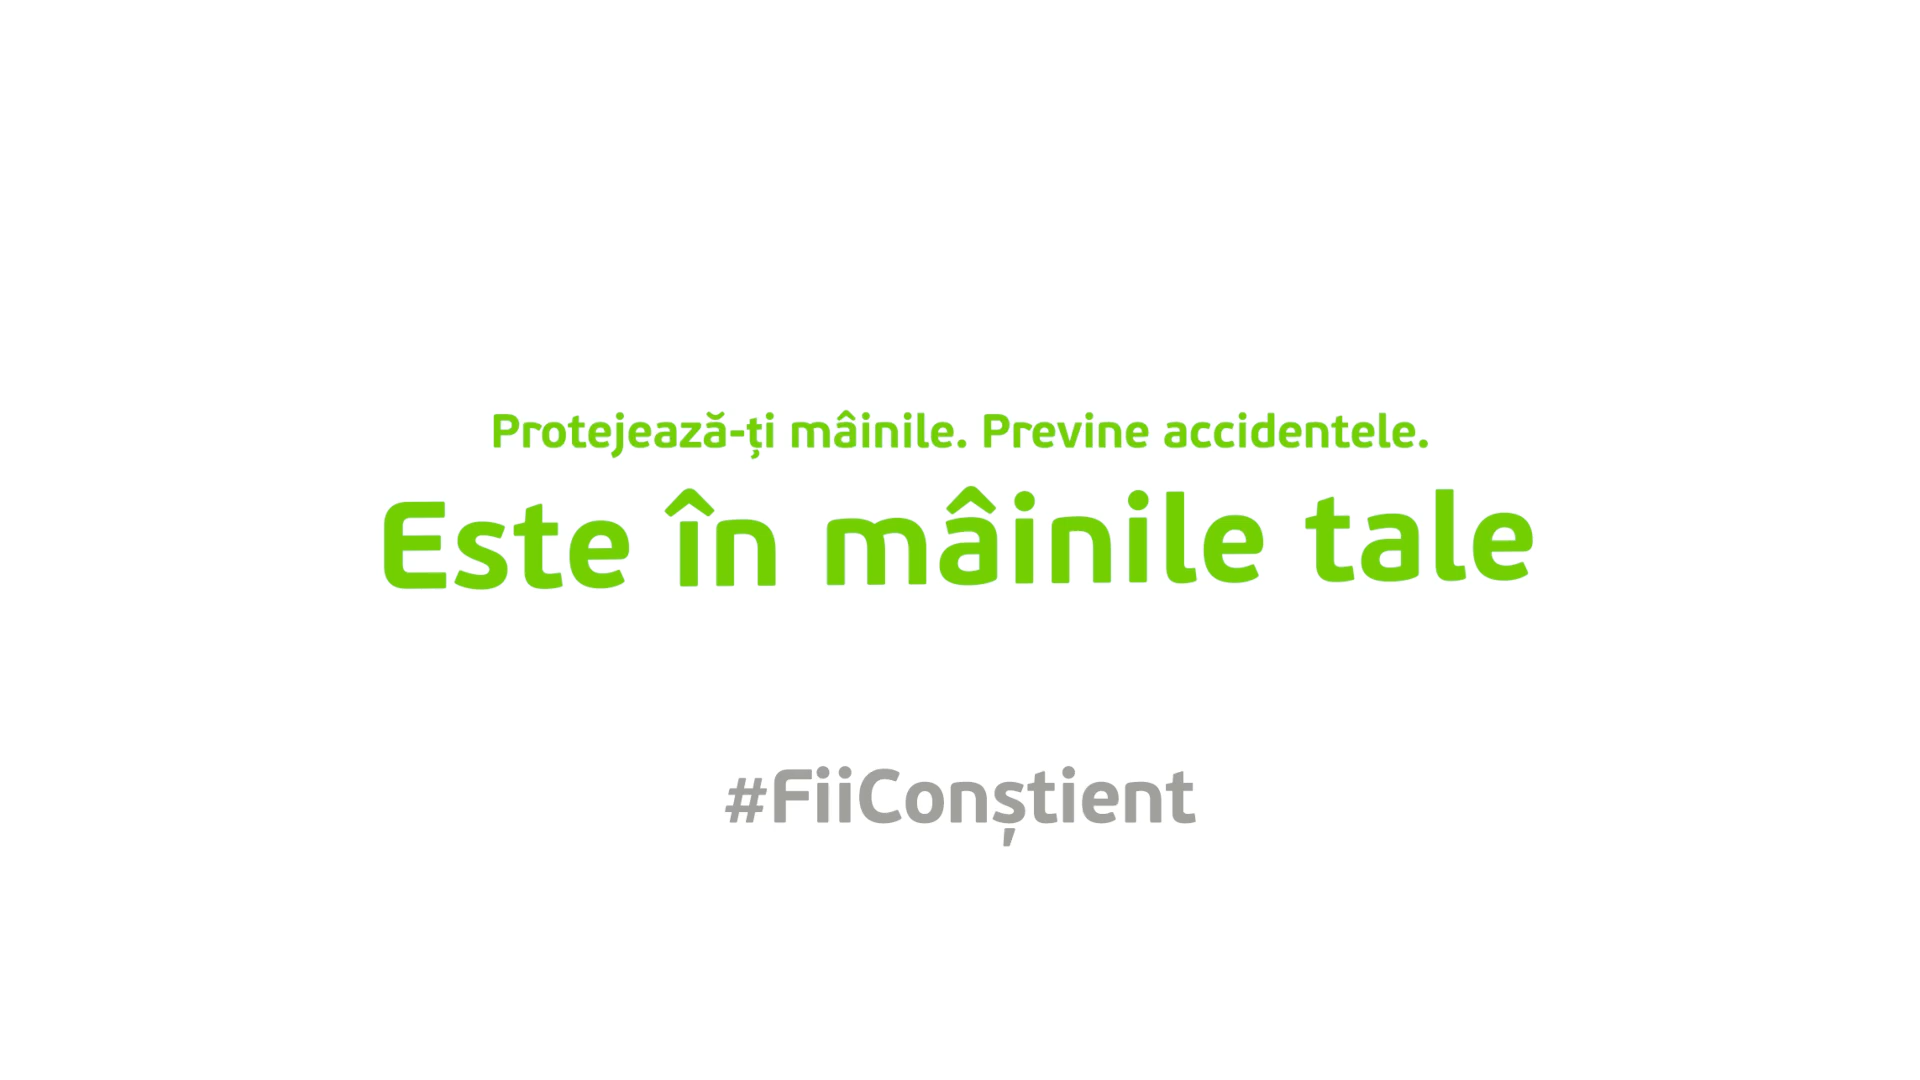 Protejează-ți mâinile. Previne accidentele.
Este în mâinile tale
#FiiConștient